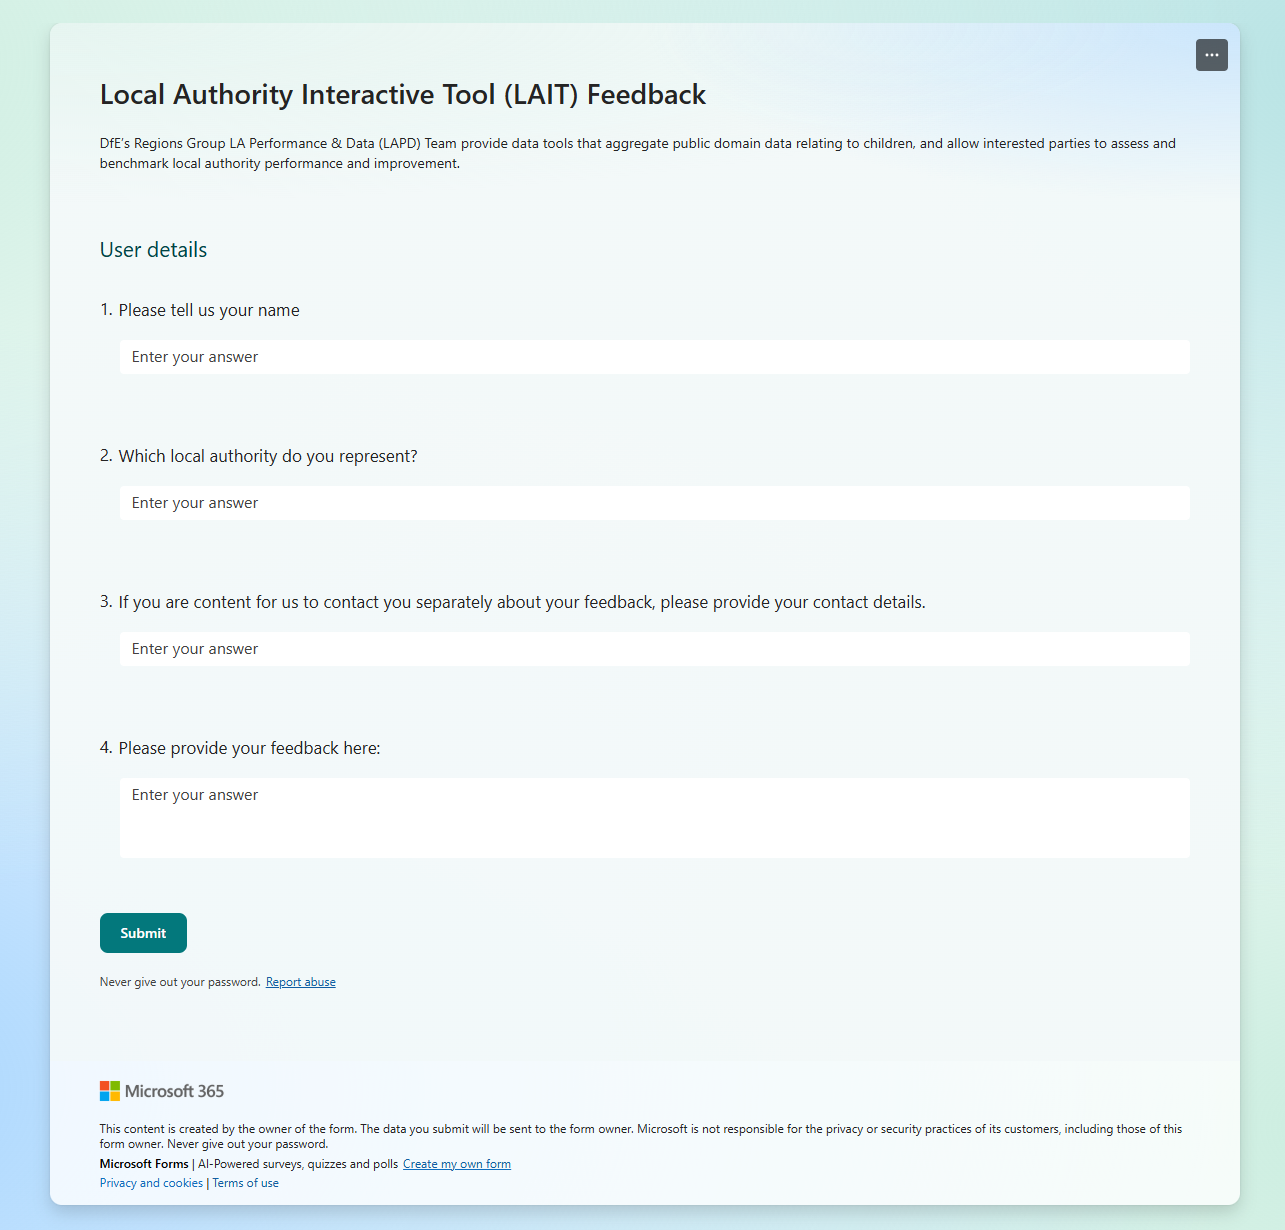 Local Authority Interactive Tool (LAIT) Feedback
DfE's Regions Group LA Performance & Data (LAPD) Team provide data tools that aggregate public domain data relating to children, and allow interested parties to assess and
benchmark local authority performance and improvement.
User details
1. Please tell us your name
Enter your answer
2. Which local authority do you represent?
Enter your answer
3. If you are content for us to contact you separately about your feedback, please provide your contact details.
Enter your answer
4. Please provide your feedback here:
Enter your answer
Submit
Never give out your password. Report abuse
Microsoft 365
This content is created by the owner of the form. The data you submit will be sent to the form owner. Microsoft is not responsible for the privacy or security practices of its customers, including those of this
form owner. Never give out your password.
Microsoft Forms | AI-Powered surveys, quizzes and polls Create my own form
Privacy and cookies | Terms of use